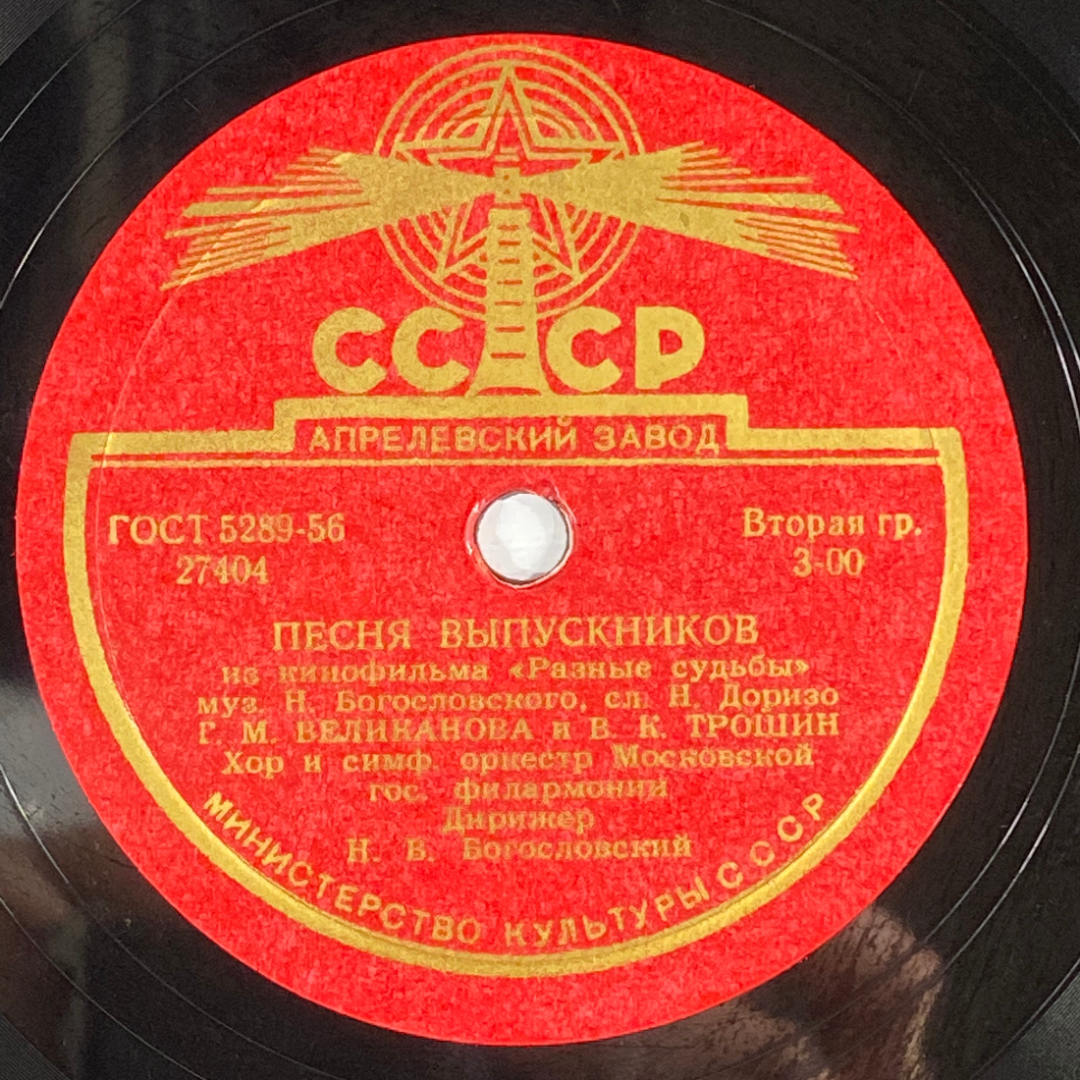 СССР
АПРЕЛЕВСКИЙ ЗАВОД
ГОСТ 5289-56
27404
Вторая гр.
3-00
ПЕСНЯ ВЫПУСКНИКОВ
из кинофильма «Разные судьбы»
муз. Н. Богословского, сл. Н. Доризо
Г. М. ВЕЛИКАНОВА и В. К. ТРОШИН
Хор и симф. оркестр Московской
гос. филармонии
Дирижер
Н. В. Богословский
МИНИСТЕРСТВО КУЛЬТУРЫ СССР